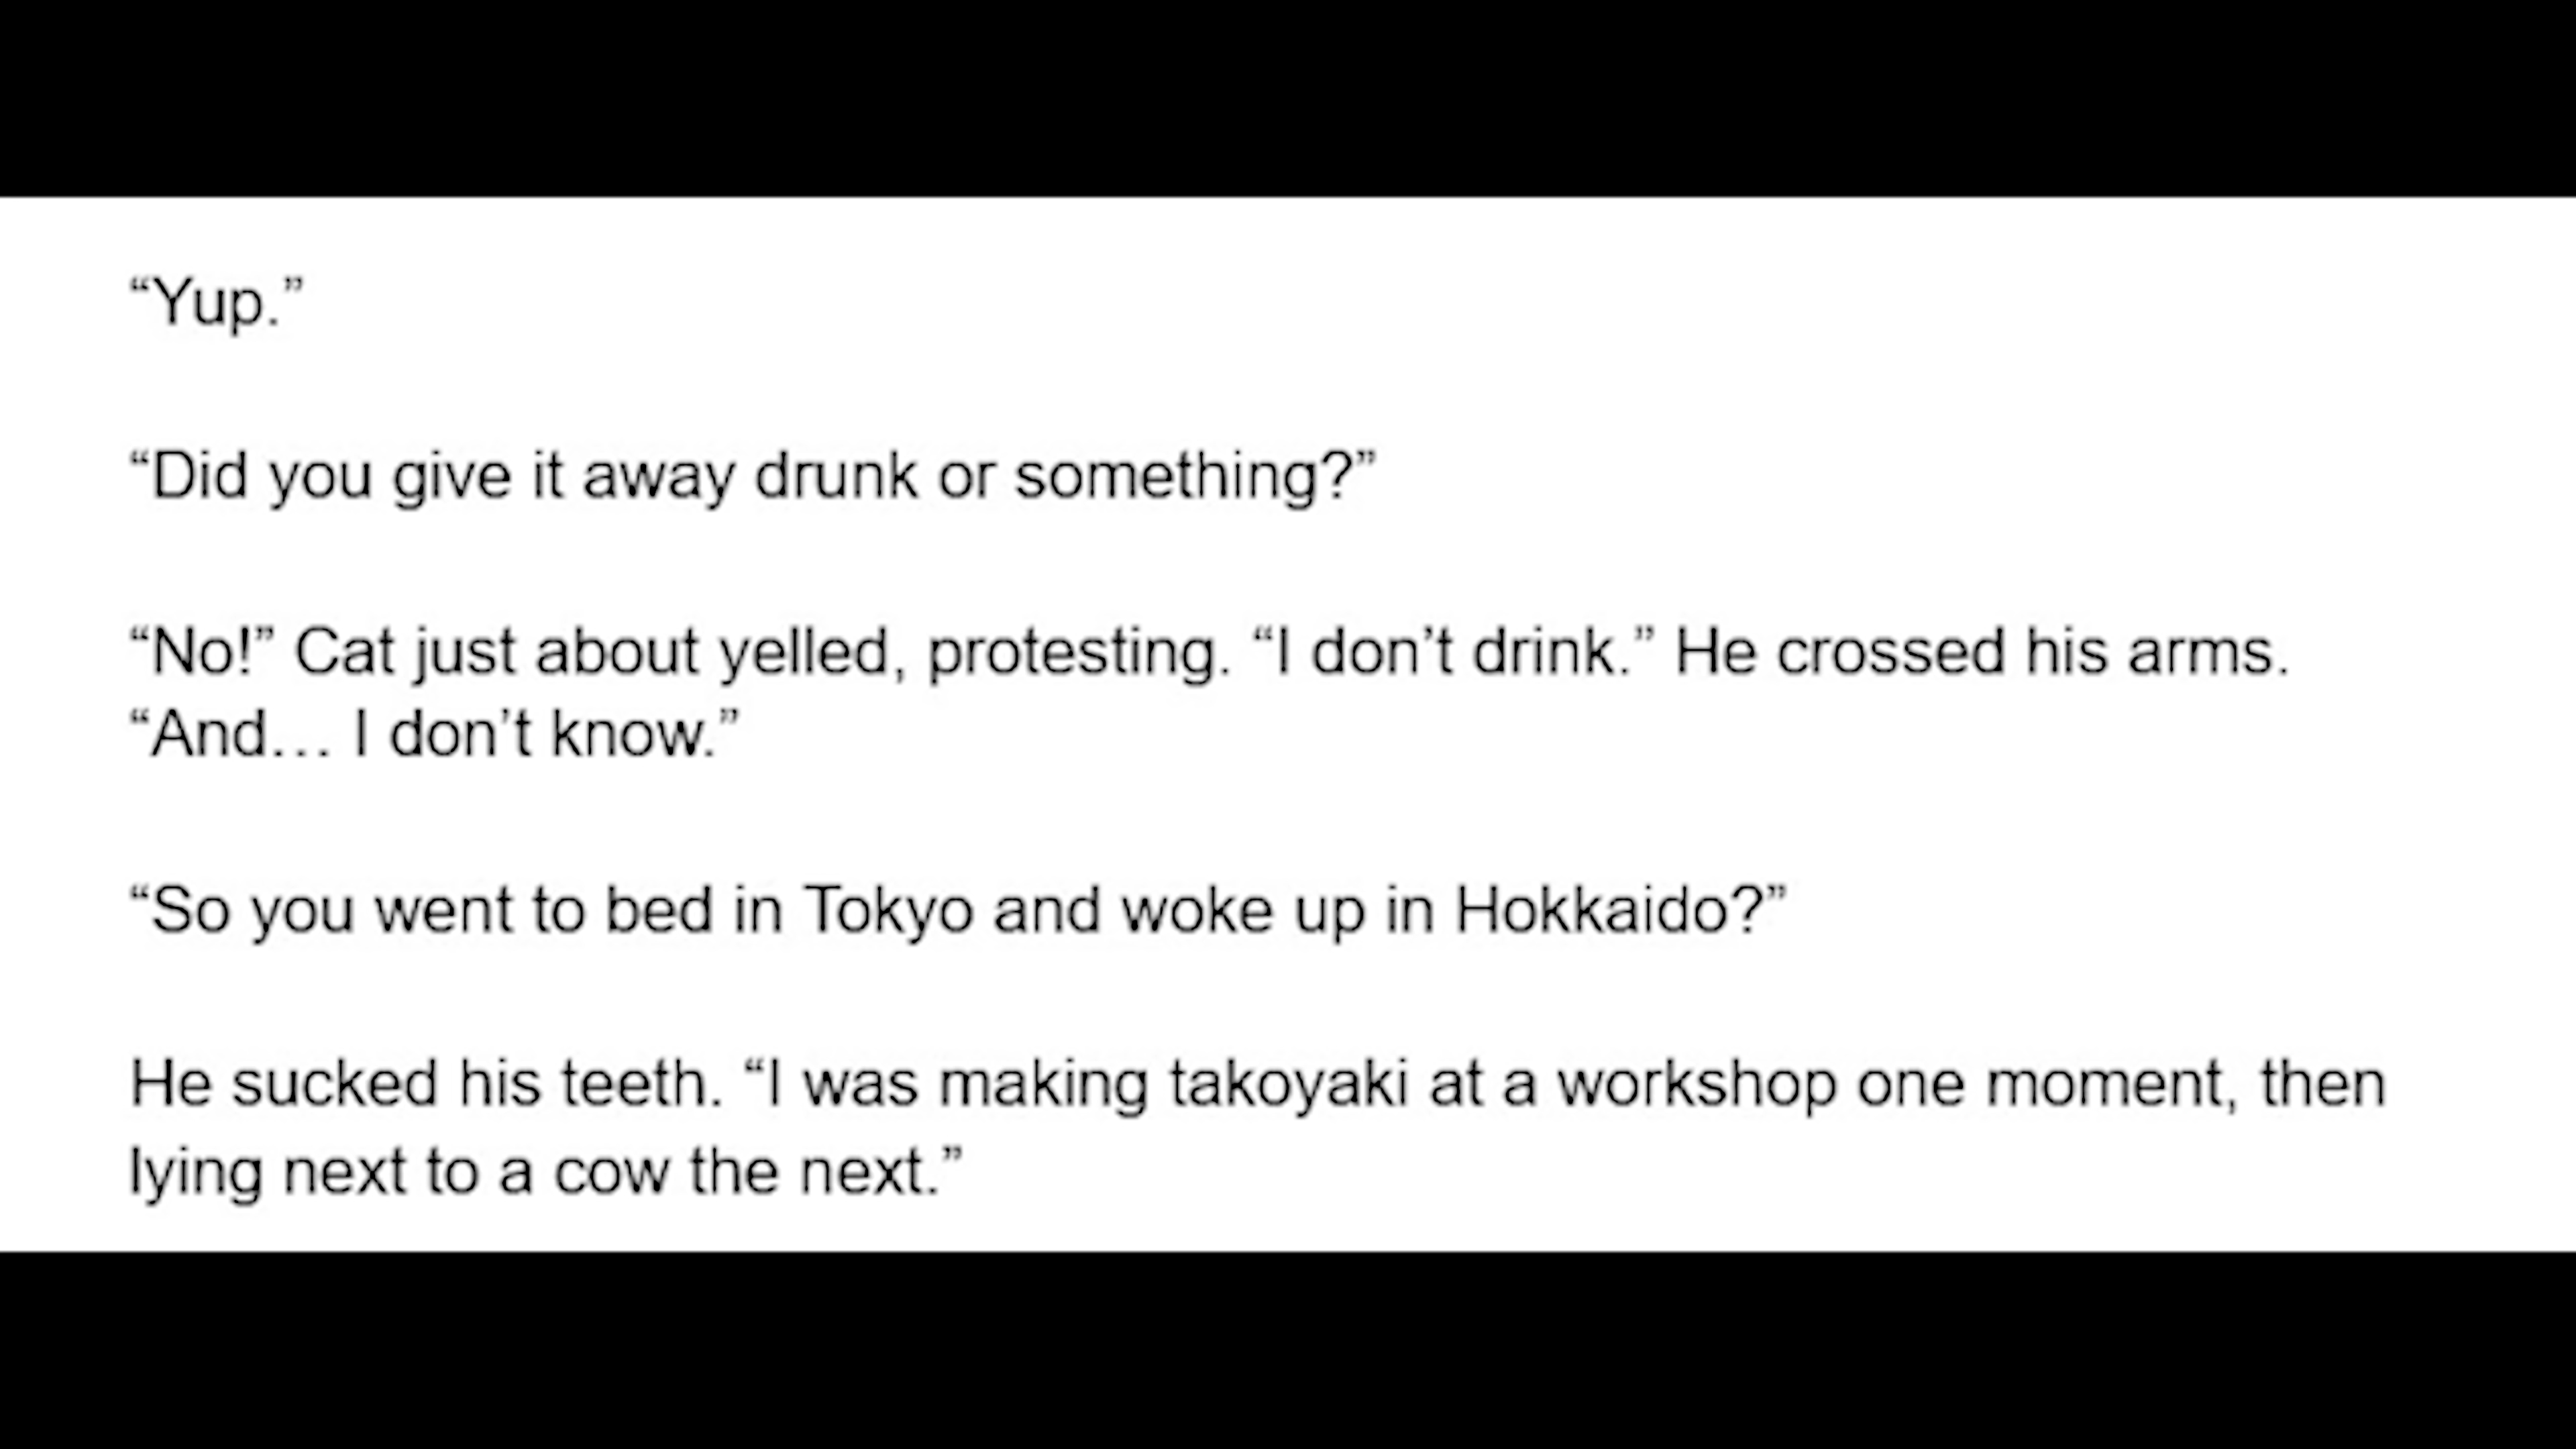 “Yup.”
“Did you give it away drunk or something?”
“No!” Cat just about yelled, protesting. “I don’t drink.” He crossed his arms.
“And… I don’t know.”
“So you went to bed in Tokyo and woke up in Hokkaido?”
He sucked his teeth. “I was making takoyaki at a workshop one moment, then
lying next to a cow the next.”